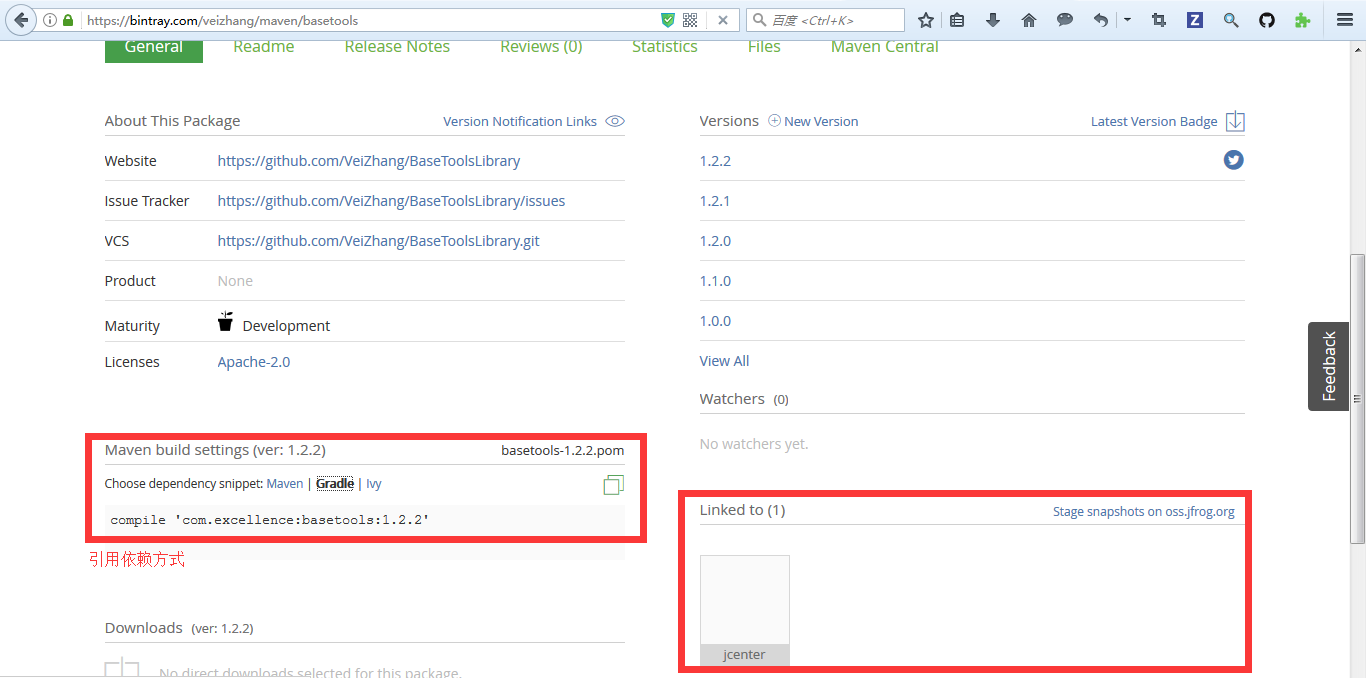 https://bintray.com/veizhang/maven/basetools
百度 <Ctrl+K>
General Readme Release Notes Reviews (0) Statistics Files Maven Central
About This Package Version Notification Links
Website https://github.com/VeiZhang/BaseToolsLibrary
Issue Tracker https://github.com/VeiZhang/BaseToolsLibrary/issues
VCS https://github.com/VeiZhang/BaseToolsLibrary.git
Product None
Maturity Development
Licenses Apache-2.0
Maven build settings (ver: 1.2.2) basetools-1.2.2.pom
Choose dependency snippet: Maven | Gradle | Ivy
compile 'com.excellence:basetools:1.2.2'
引用依赖方式
Downloads (ver: 1.2.2)
No direct downloads selected for this package.
Versions New Version Latest Version Badge
1.2.2
1.2.1
1.2.0
1.1.0
1.0.0
View All
Watchers (0)
No watchers yet.
Linked to (1) Stage snapshots on oss.jfrog.org
jcenter
Feedback